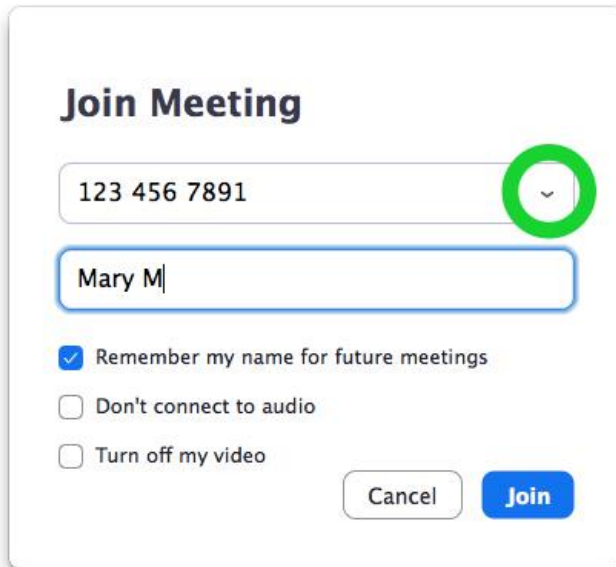 Join Meeting
123 456 7891
Mary M
Remember my name for future meetings
Don't connect to audio
Turn off my video
Cancel Join